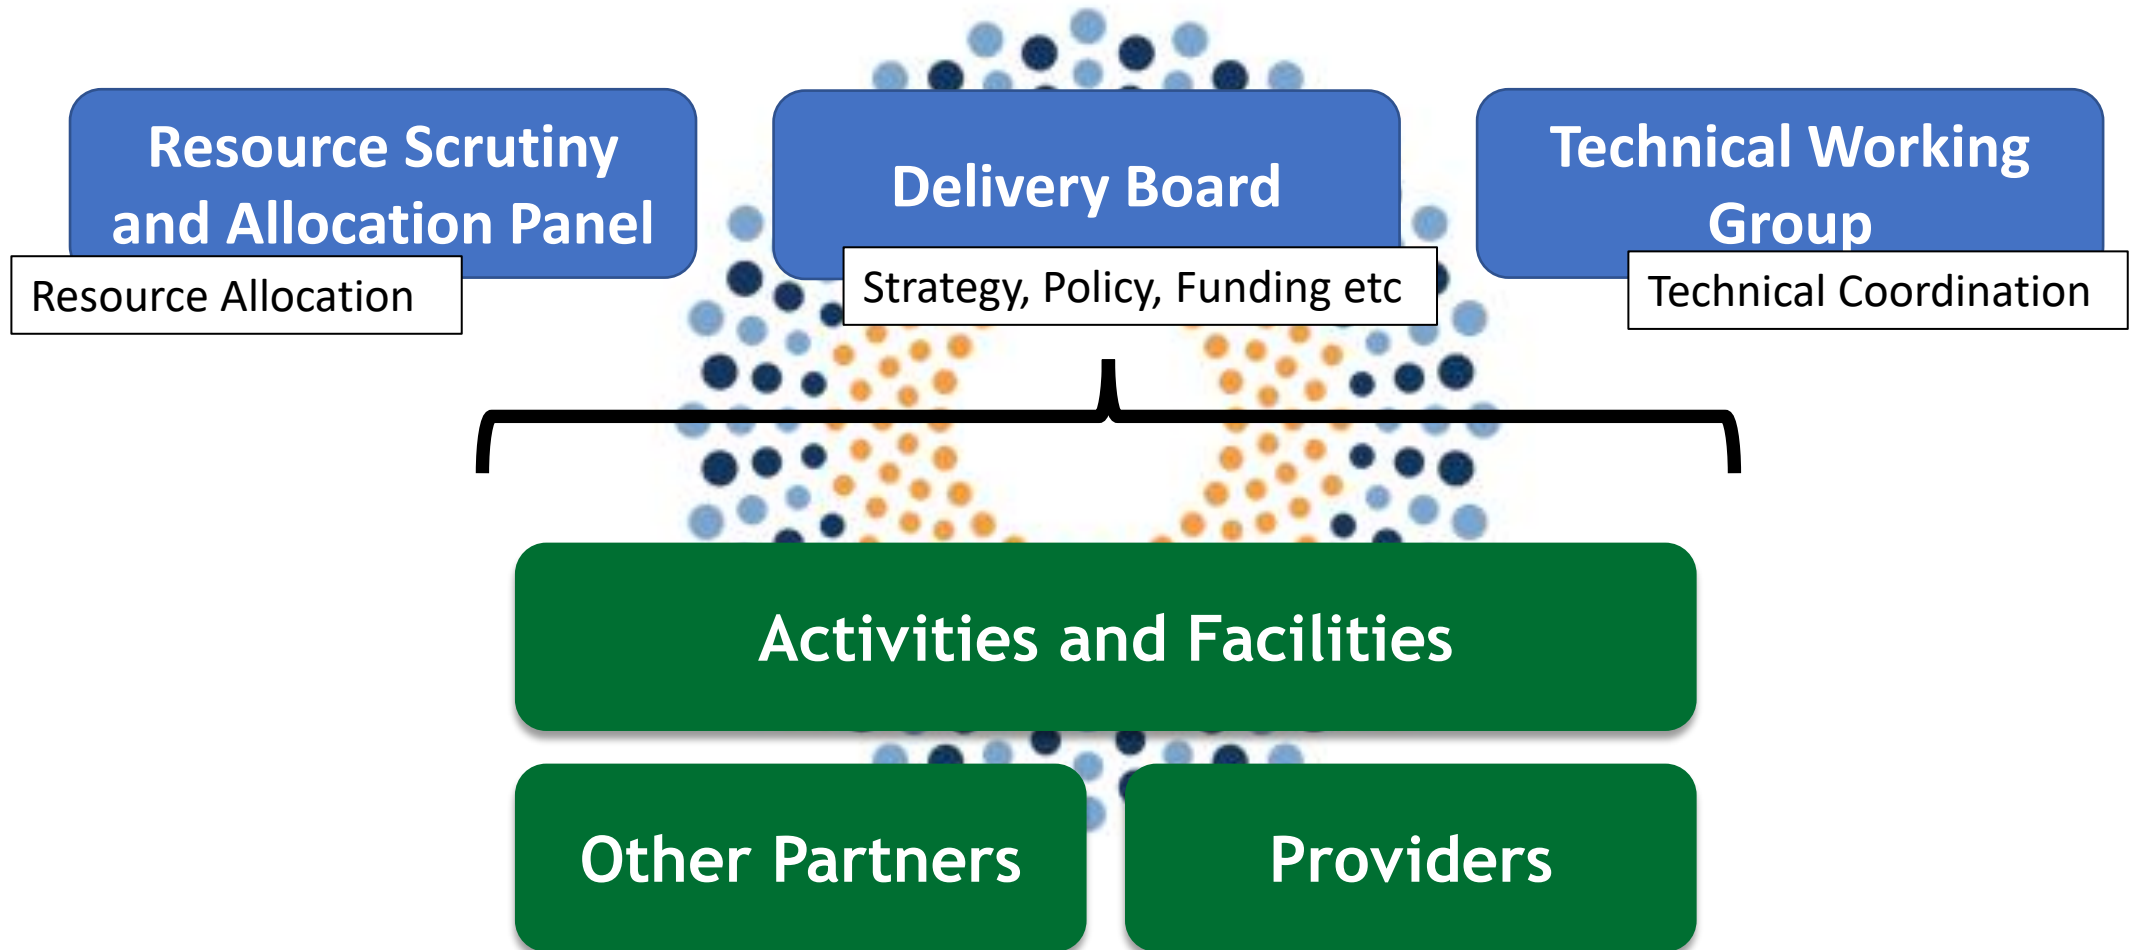 Resource Scrutiny
and Allocation Panel
Resource Allocation
Delivery Board
Strategy, Policy, Funding etc
Technical Working
Group
Technical Coordination
Activities and Facilities
Other Partners
Providers